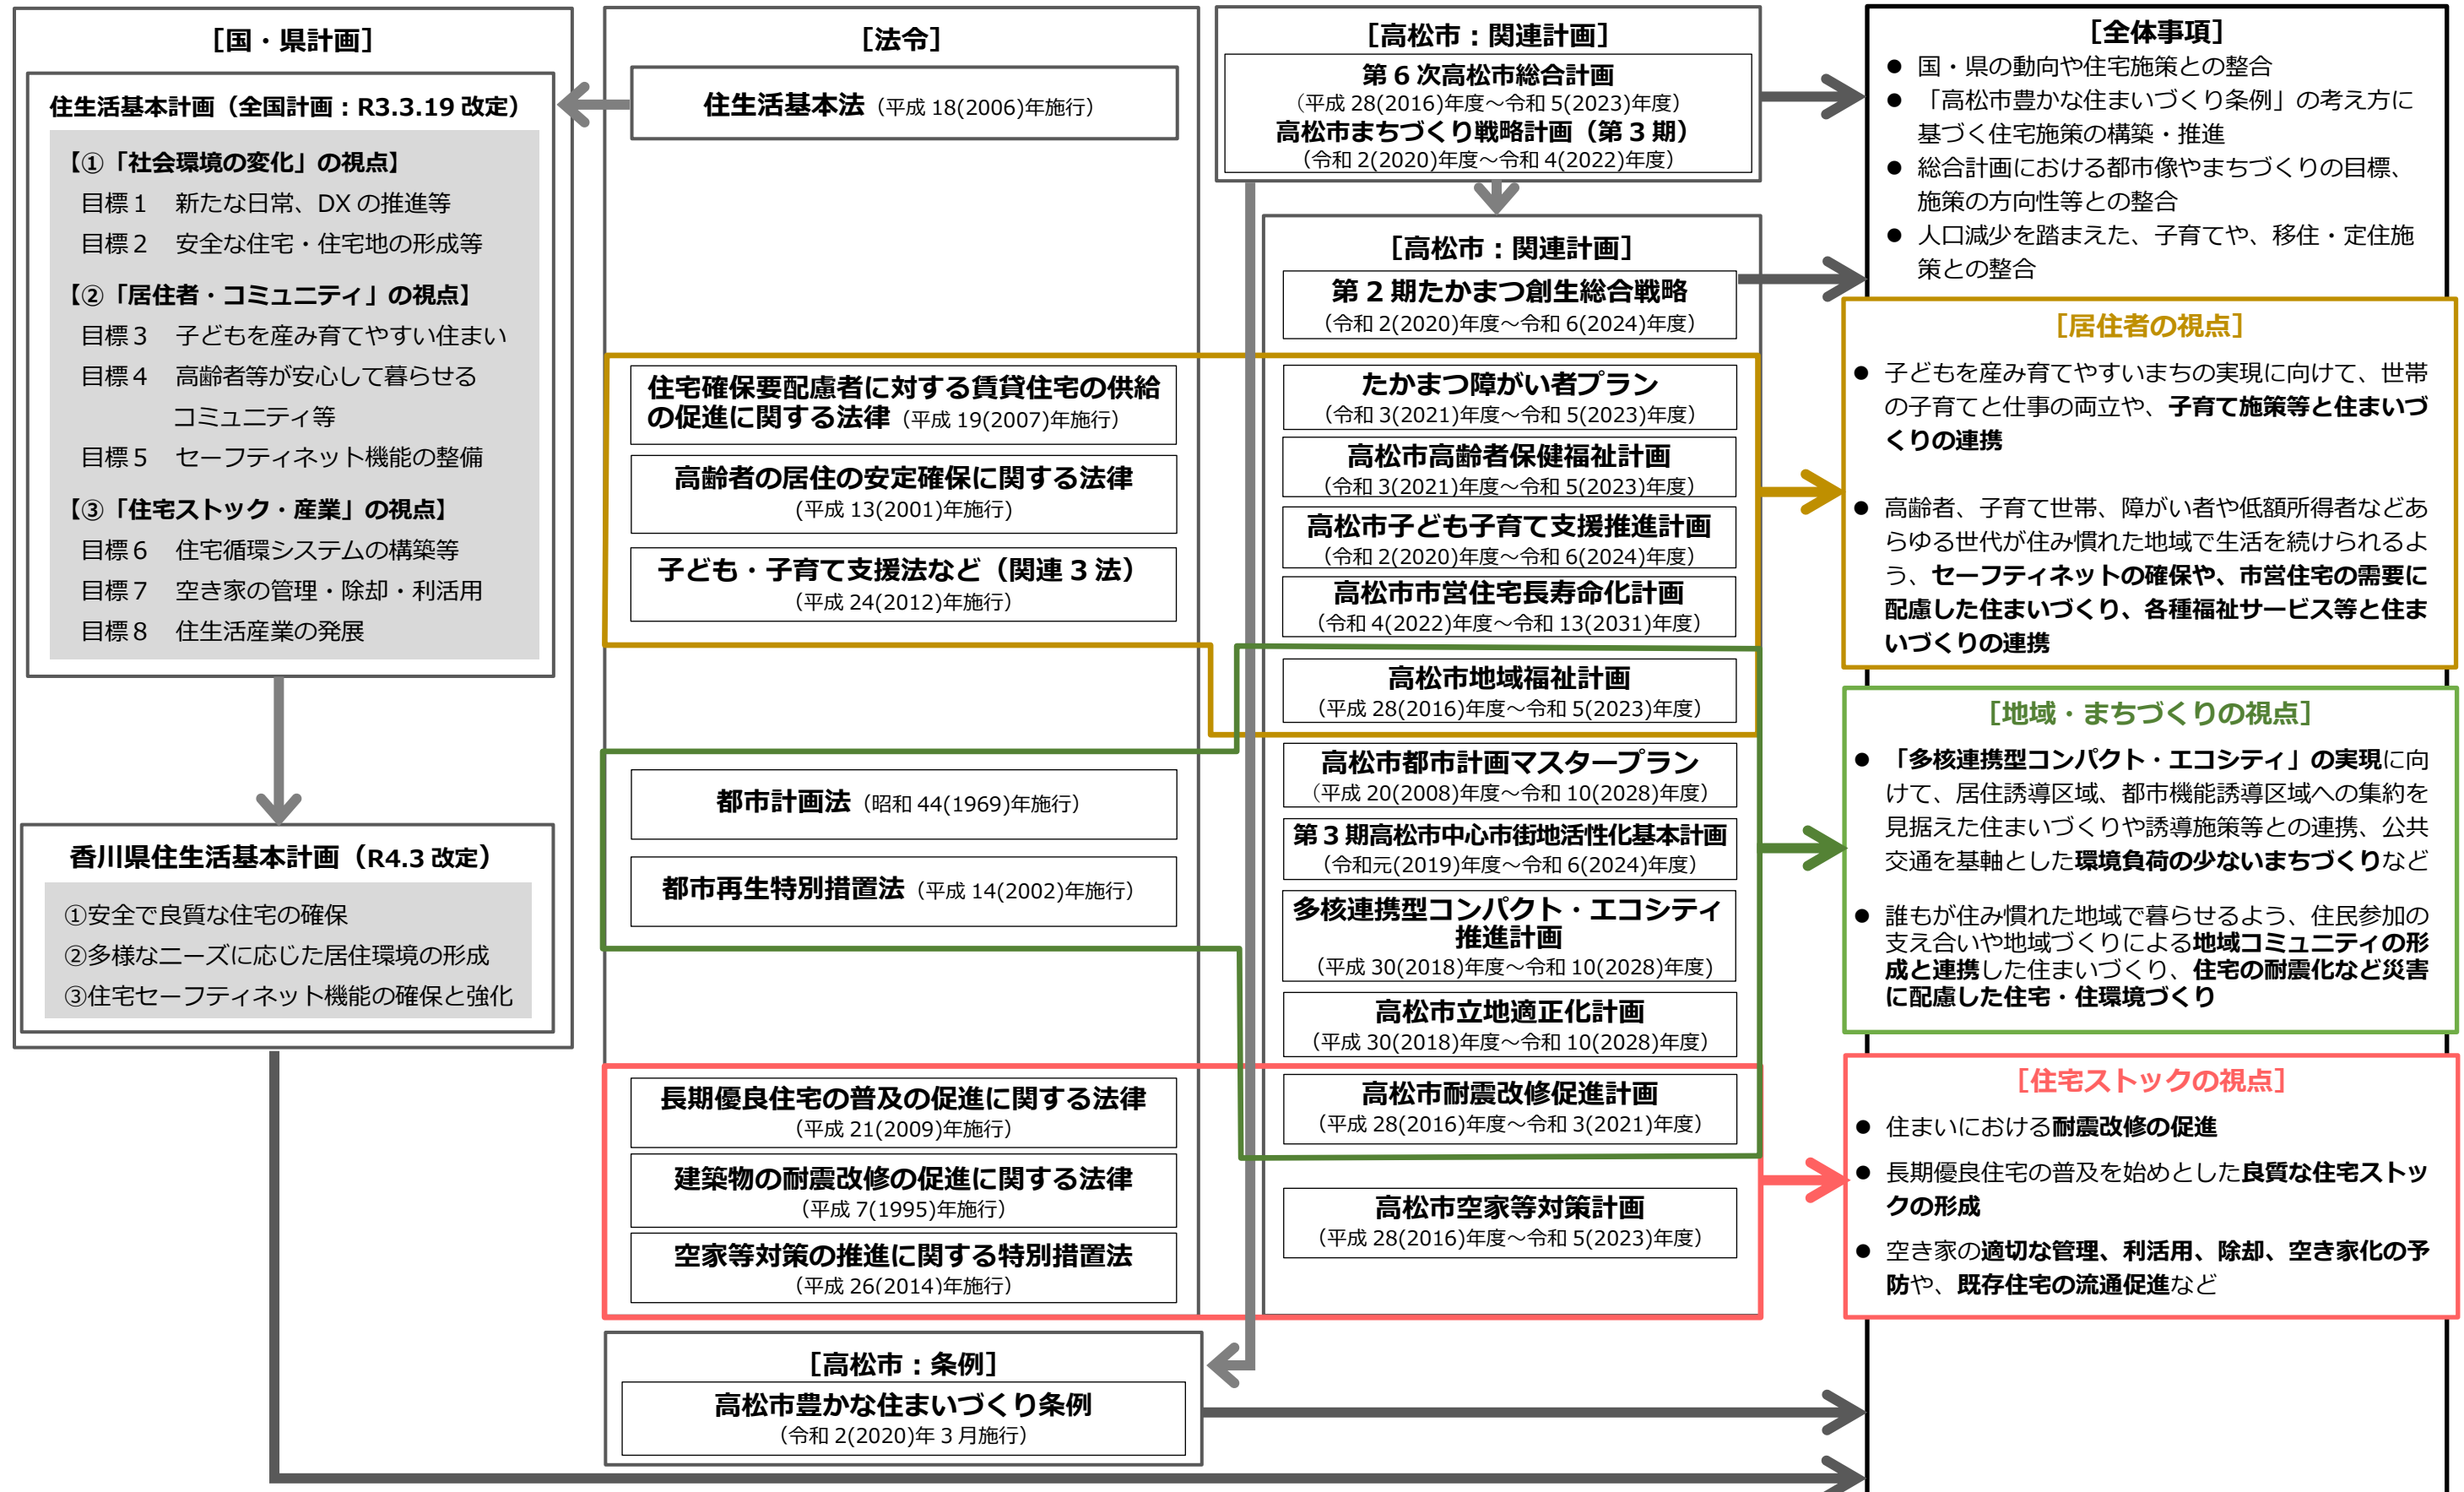 ［国・県計画］
住生活基本計画（全国計画：R3.3.19 改定）
【①「社会環境の変化」の視点】
目標１　新たな日常、DX の推進等
目標２　安全な住宅・住宅地の形成等
【②「居住者・コミュニティ」の視点】
目標３　子どもを産み育てやすい住まい
目標４　高齢者等が安心して暮らせる
コミュニティ等
目標５　セーフティネット機能の整備
【③「住宅ストック・産業」の視点】
目標６　住宅循環システムの構築等
目標７　空き家の管理・除却・利活用
目標８　住生活産業の発展
香川県住生活基本計画（R4.3 改定）
①安全で良質な住宅の確保
②多様なニーズに応じた居住環境の形成
③住宅セーフティネット機能の確保と強化
［法令］
住生活基本法（平成 18(2006)年施行）
住宅確保要配慮者に対する賃貸住宅の供給
の促進に関する法律（平成 19(2007)年施行）
高齢者の居住の安定確保に関する法律
(平成 13(2001)年施行)
子ども・子育て支援法など（関連 3 法）
（平成 24(2012)年施行）
都市計画法（昭和 44(1969)年施行）
都市再生特別措置法（平成 14(2002)年施行）
長期優良住宅の普及の促進に関する法律
（平成 21(2009)年施行）
建築物の耐震改修の促進に関する法律
（平成 7(1995)年施行）
空家等対策の推進に関する特別措置法
（平成 26(2014)年施行）
［高松市：条例］
高松市豊かな住まいづくり条例
（令和 2(2020)年 3 月施行）
［高松市：関連計画］
第 6 次高松市総合計画
（平成 28(2016)年度～令和 5(2023)年度）
高松市まちづくり戦略計画（第 3 期）
（令和 2(2020)年度～令和 4(2022)年度）
［高松市：関連計画］
第 2 期たかまつ創生総合戦略
（令和 2(2020)年度～令和 6(2024)年度）
たかまつ障がい者プラン
（令和 3(2021)年度～令和 5(2023)年度）
高松市高齢者保健福祉計画
（令和 3(2021)年度～令和 5(2023)年度）
高松市子ども子育て支援推進計画
（令和 2(2020)年度～令和 6(2024)年度）
高松市市営住宅長寿命化計画
（令和 4(2022)年度～令和 13(2031)年度）
高松市地域福祉計画
（平成 28(2016)年度～令和 5(2023)年度）
高松市都市計画マスタープラン
（平成 20(2008)年度～令和 10(2028)年度）
第 3 期高松市中心市街地活性化基本計画
（令和元(2019)年度～令和 6(2024)年度）
多核連携型コンパクト・エコシティ
推進計画
（平成 30(2018)年度～令和 10(2028)年度)
高松市立地適正化計画
（平成 30(2018)年度～令和 10(2028)年度）
高松市耐震改修促進計画
（平成 28(2016)年度～令和 3(2021)年度）
高松市空家等対策計画
（平成 28(2016)年度～令和 5(2023)年度）
［全体事項］
● 国・県の動向や住宅施策との整合
● 「高松市豊かな住まいづくり条例」の考え方に
基づく住宅施策の構築・推進
● 総合計画における都市像やまちづくりの目標、
施策の方向性等との整合
● 人口減少を踏まえた、子育てや、移住・定住施
策との整合
［居住者の視点］
● 子どもを産み育てやすいまちの実現に向けて、世帯
の子育てと仕事の両立や、子育て施策等と住まいづ
くりの連携
● 高齢者、子育て世帯、障がい者や低額所得者などあ
らゆる世代が住み慣れた地域で生活を続けられるよ
う、セーフティネットの確保や、市営住宅の需要に
配慮した住まいづくり、各種福祉サービス等と住ま
いづくりの連携
［地域・まちづくりの視点］
● 「多核連携型コンパクト・エコシティ」の実現に向
けて、居住誘導区域、都市機能誘導区域への集約を
見据えた住まいづくりや誘導施策等との連携、公共
交通を基軸とした環境負荷の少ないまちづくりなど
● 誰もが住み慣れた地域で暮らせるよう、住民参加の
支え合いや地域づくりによる地域コミュニティの形
成と連携した住まいづくり、住宅の耐震化など災害
に配慮した住宅・住環境づくり
［住宅ストックの視点］
● 住まいにおける耐震改修の促進
● 長期優良住宅の普及を始めとした良質な住宅ストッ
クの形成
● 空き家の適切な管理、利活用、除却、空き家化の予
防や、既存住宅の流通促進など